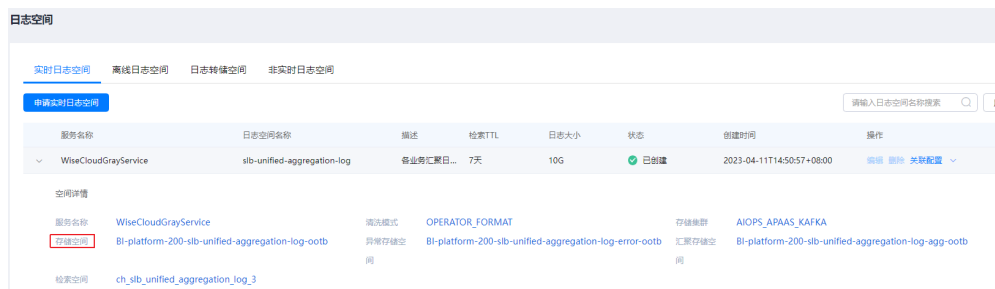 日志空间
实时日志空间 离线日志空间 日志转储空间 非实时日志空间
申请实时日志空间 请输入日志空间名称搜索
服务名称 日志空间名称 描述 检索TTL 日志大小 状态 创建时间 操作
WiseCloudGrayService slb-unified-aggregation-log 各业务汇聚日... 7天 10G 已创建 2023-04-11T14:50:57+08:00 编辑 删除 关联配置
空间详情
服务名称 WiseCloudGrayService 清洗模式 OPERATOR_FORMAT 存储集群 AIOPS_APAAS_KAFKA
存储空间 BI-platform-200-slb-unified-aggregation-log-ootb 异常存储空间 BI-platform-200-slb-unified-aggregation-log-error-ootb 汇聚存储空间 BI-platform-200-slb-unified-aggregation-log-agg-ootb
检索空间 ch_slb_unified_aggregation_log_3